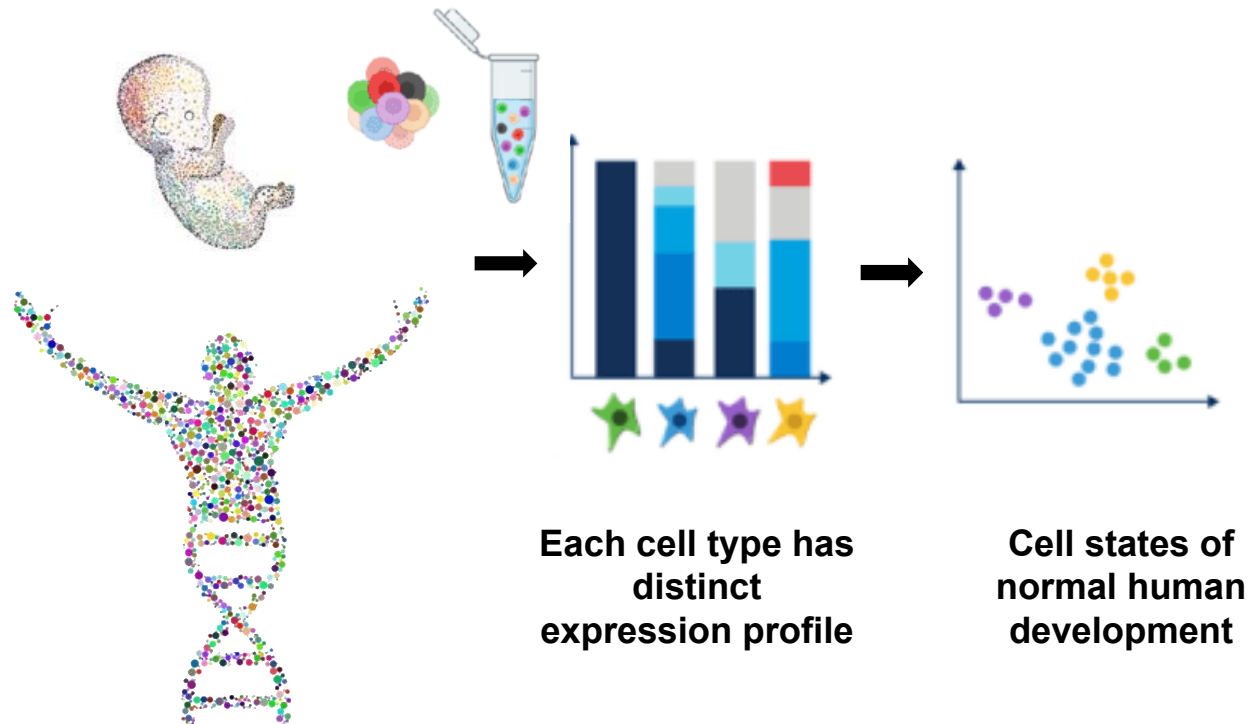 Each cell type has
distinct
expression profile
Cell states of
normal human
development